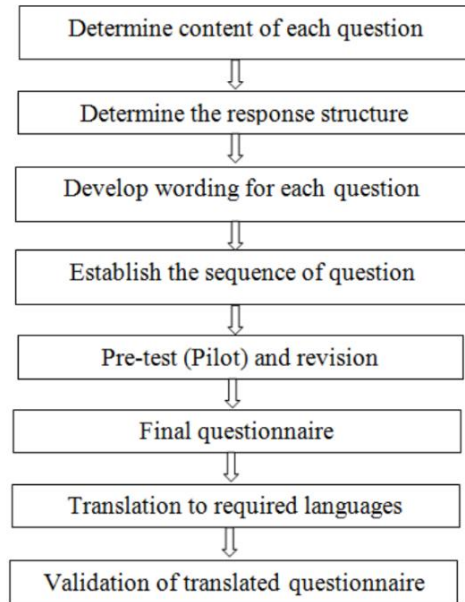 Determine content of each question
Determine the response structure
Develop wording for each question
Establish the sequence of question
Pre-test (Pilot) and revision
Final questionnaire
Translation to required languages
Validation of translated questionnaire